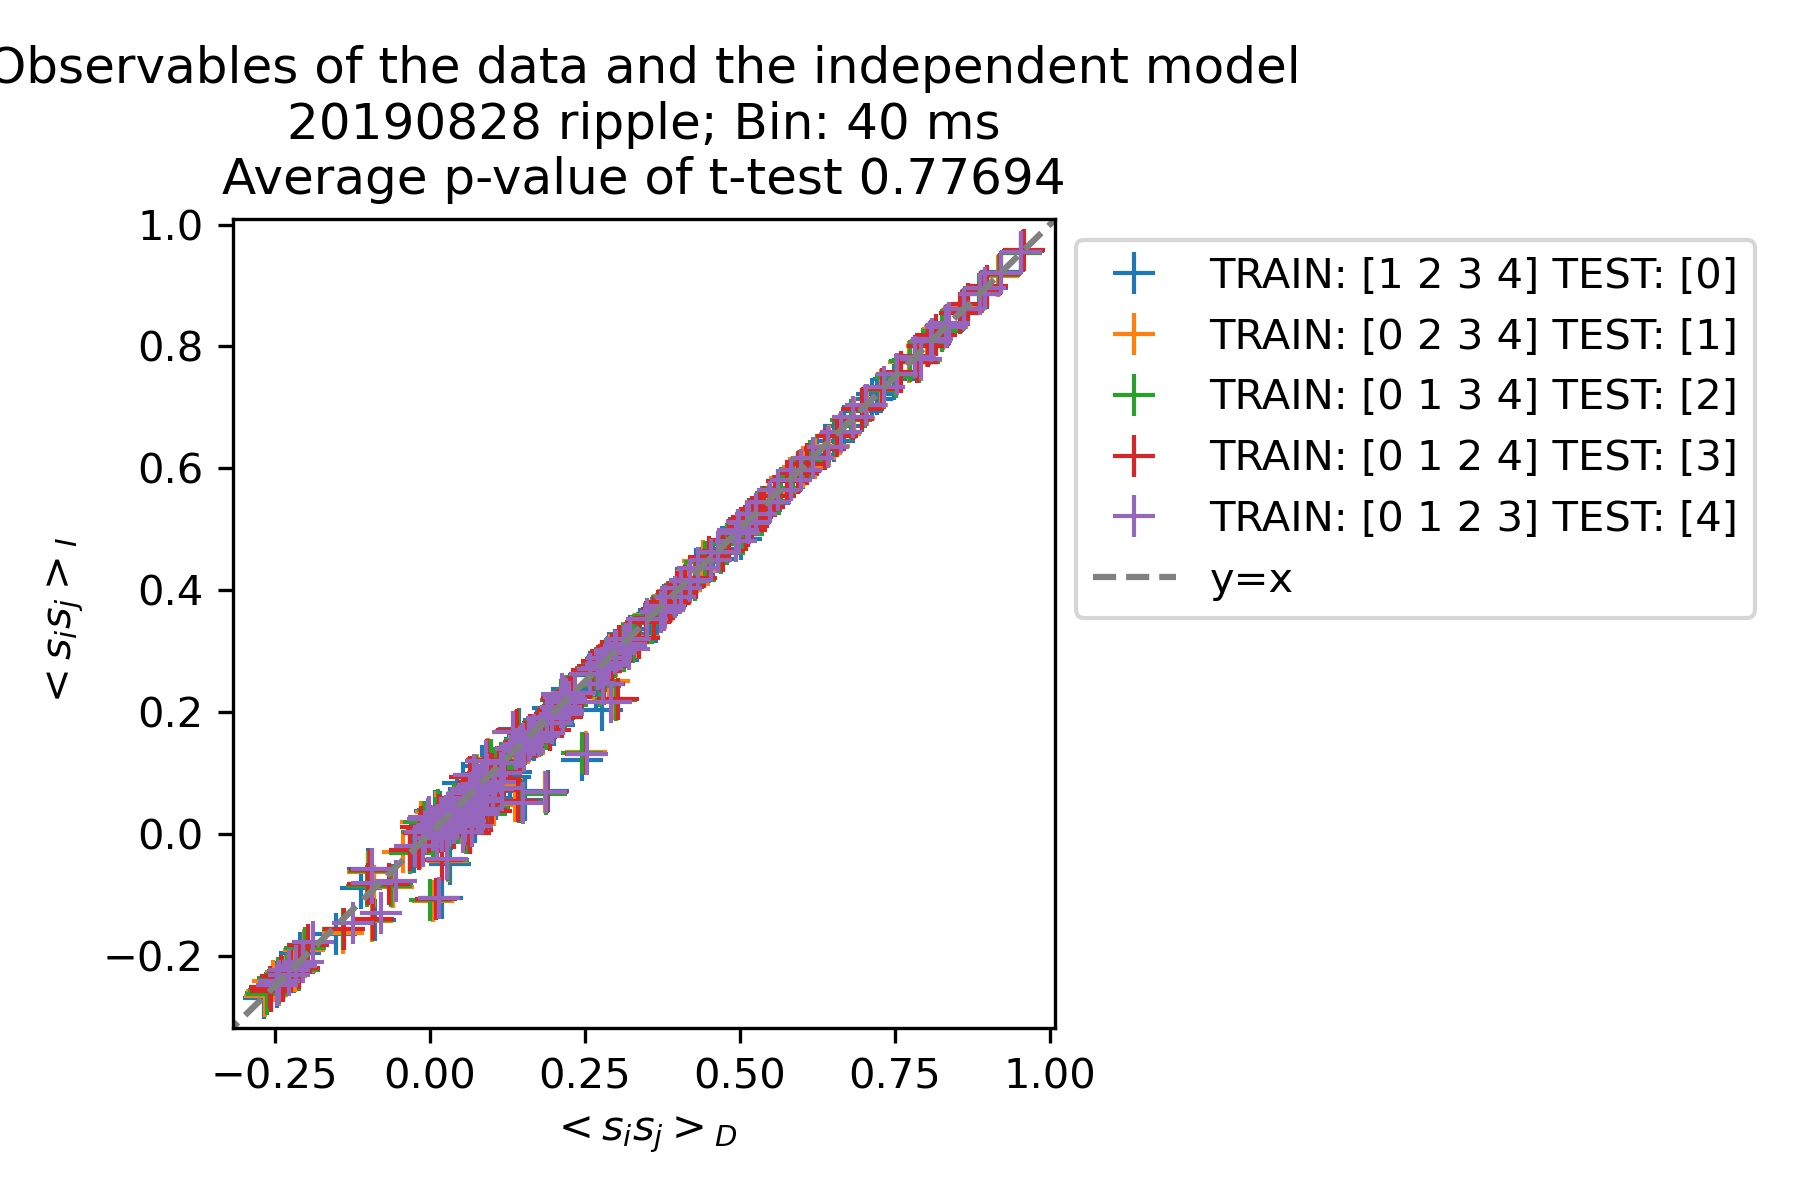 Observables of the data and the independent model
20190828 ripple; Bin: 40 ms
Average p-value of t-test 0.77694
1.0
0.8
0.6
0.4
0.2
0.0
−0.2
−0.25 0.00 0.25 0.50 0.75 1.00
< s_i s_j >_I
< s_i s_j >_D
TRAIN: [1 2 3 4] TEST: [0]
TRAIN: [0 2 3 4] TEST: [1]
TRAIN: [0 1 3 4] TEST: [2]
TRAIN: [0 1 2 4] TEST: [3]
TRAIN: [0 1 2 3] TEST: [4]
y=x